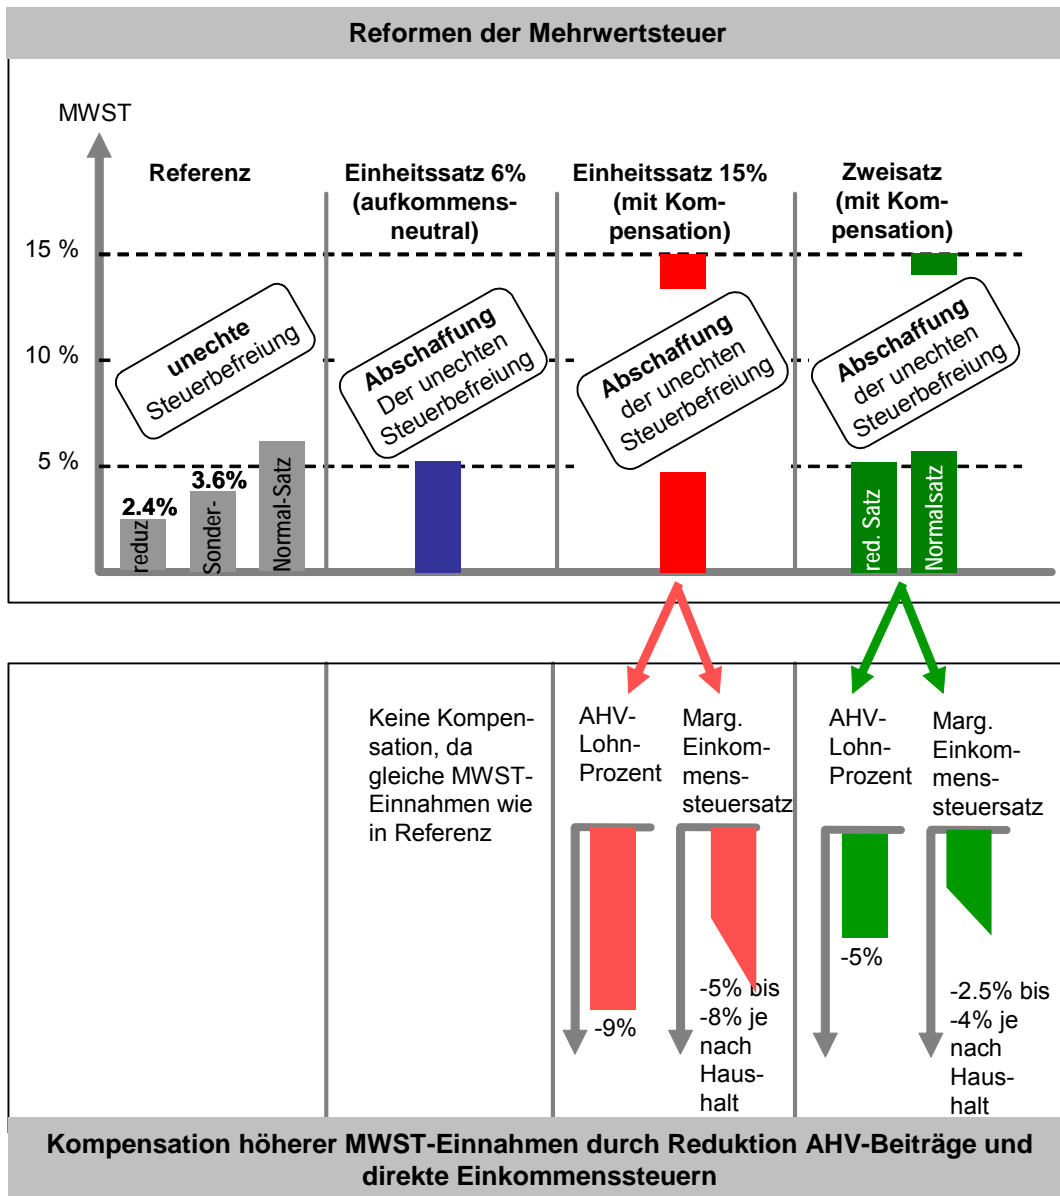 Reformen der Mehrwertsteuer
MWST
Referenz
Einheitssatz 6%
(aufkommens-
neutral)
Einheitssatz 15%
(mit Kom-
pensation)
Zweisatz
(mit Kom-
pensation)
15 %
10 %
5 %
unechte
Steuerbefreiung
Abschaffung
Der unechten
Steuerbefreiung
Abschaffung
der unechten
Steuerbefreiung
Abschaffung
der unechten
Steuerbefreiung
2.4%
reduz
3.6%
Sonder-
Normal-Satz
red. Satz
Normalsatz
Keine Kompen-
sation, da
gleiche MWST-
Einnahmen wie
in Referenz
AHV-
Lohn-
Prozent
-9%
Marg.
Einkom-
mens-
steuersatz
-5% bis
-8% je
nach
Haus-
halt
AHV-
Lohn-
Prozent
-5%
Marg.
Einkom-
mens-
steuersatz
-2.5% bis
-4% je
nach
Haus-
halt
Kompensation höherer MWST-Einnahmen durch Reduktion AHV-Beiträge und
direkte Einkommenssteuern